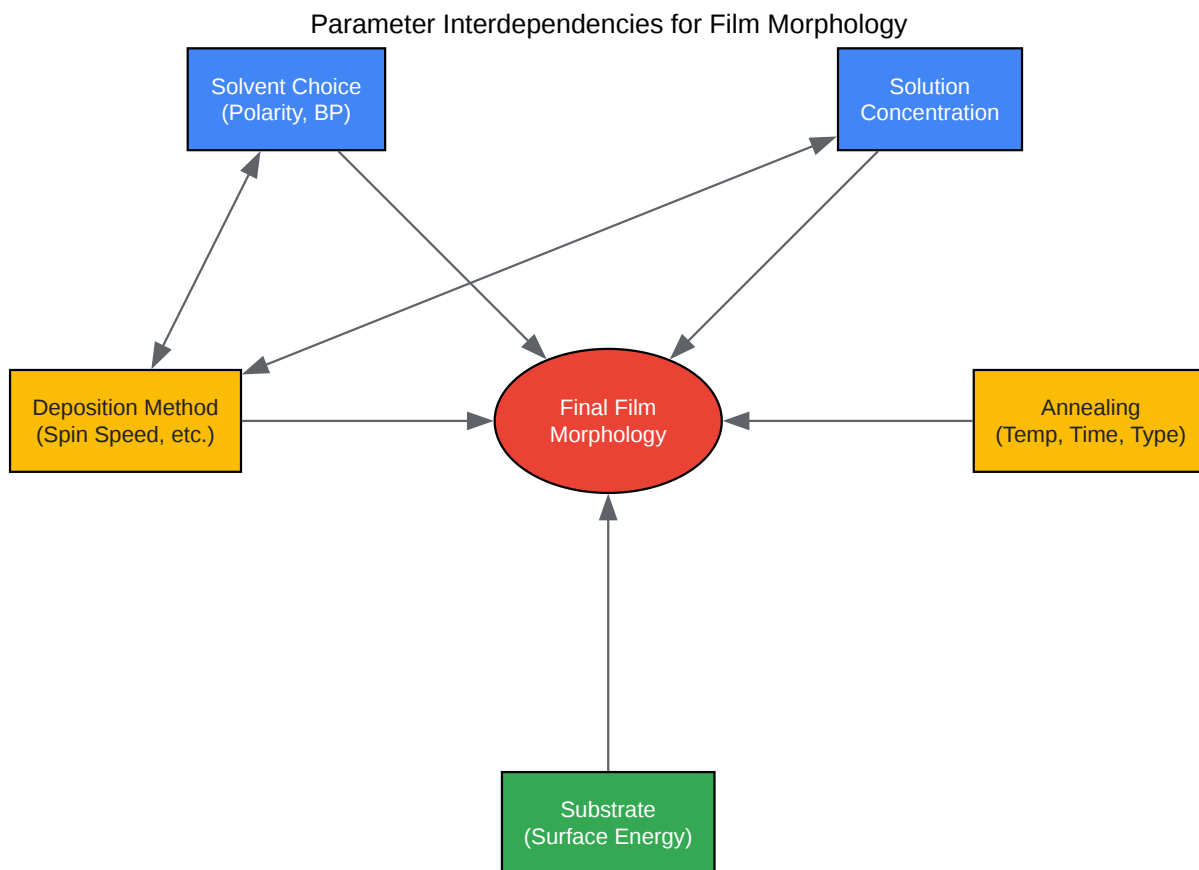 Parameter Interdependencies for Film Morphology
Solvent Choice
(Polarity, BP)
Solution
Concentration
Deposition Method
(Spin Speed, etc.)
Final Film
Morphology
Annealing
(Temp, Time, Type)
Substrate
(Surface Energy)